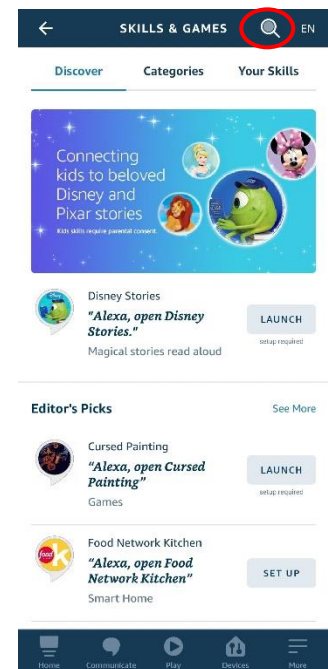 SKILLS & GAMES EN
Discover Categories Your Skills
Connecting
kids to beloved
Disney and
Pixar stories
Kids skills require parental consent.
Disney Stories
"Alexa, open Disney
Stories."
LAUNCH
setup required
Magical stories read aloud
Editor's Picks See More
Cursed Painting
"Alexa, open Cursed
Painting"
LAUNCH
setup required
Games
food
Food Network Kitchen
"Alexa, open Food
Network Kitchen"
SET UP
Smart Home
Home Communicate Play Devices More